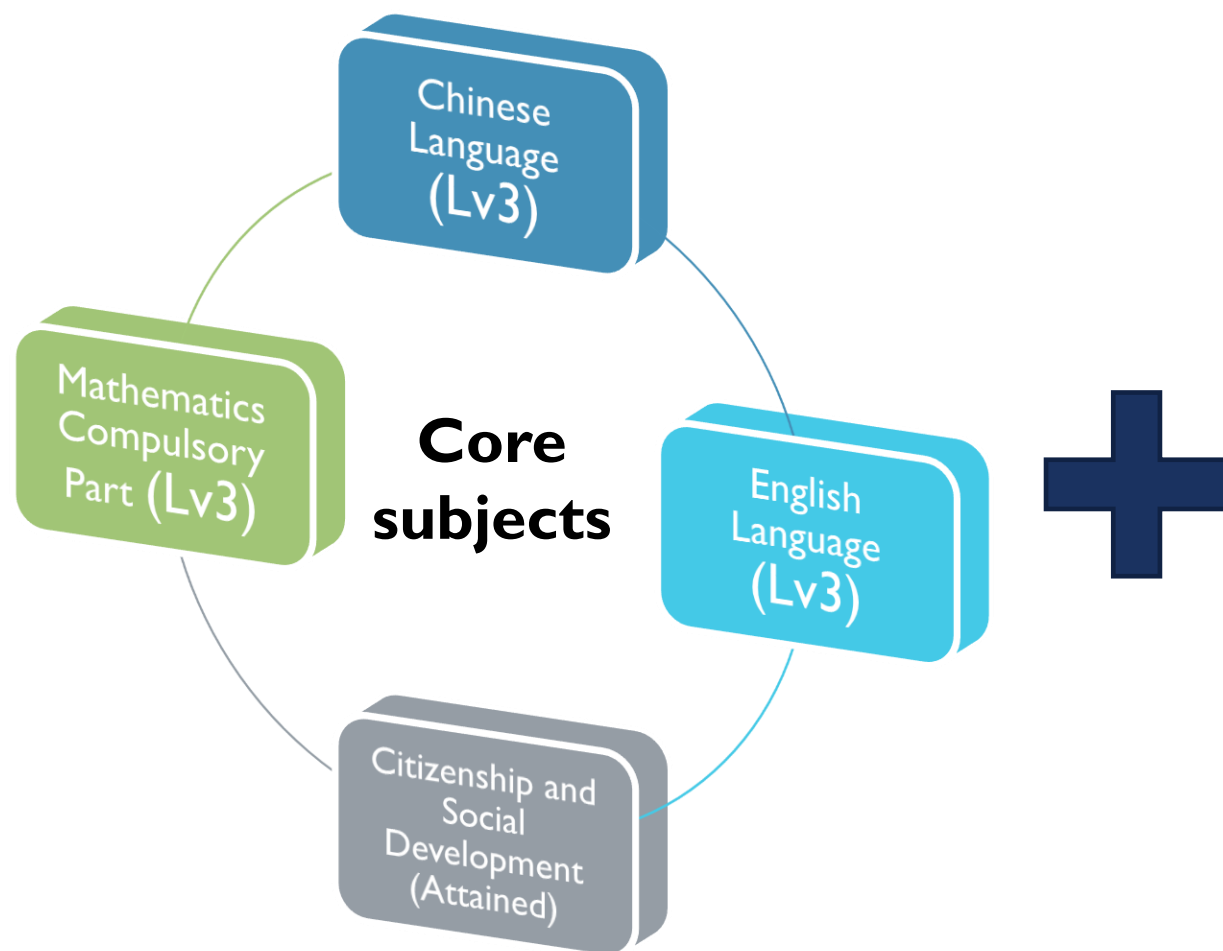 Chinese
Language
(Lv3)
Mathematics
Compulsory
Part (Lv3)
Core
subjects
English
Language
(Lv3)
Citizenship and
Social
Development
(Attained)